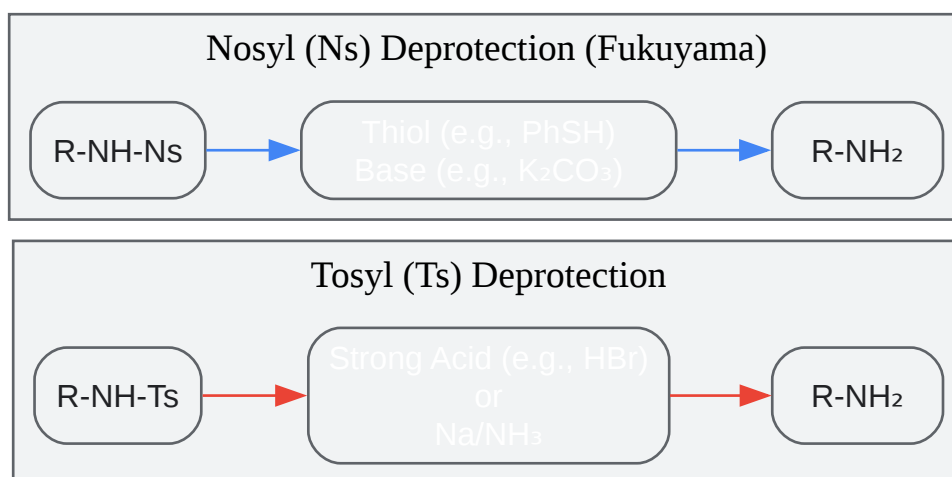 Nosyl (Ns) Deprotection (Fukuyama)
R-NH-Ns
Thiol (e.g., PhSH)
Base (e.g., K₂CO₃)
R-NH₂
Tosyl (Ts) Deprotection
R-NH-Ts
Strong Acid (e.g., HBr)
or
Na/NH₃
R-NH₂